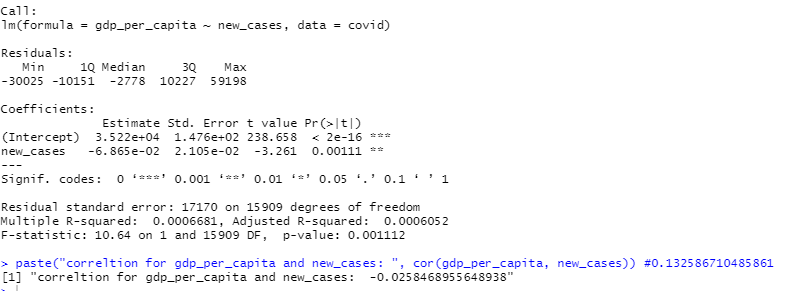 Call:
lm(formula = gdp_per_capita ~ new_cases, data = covid)
Residuals:
Min 1Q Median 3Q Max
-30025 -10151 -2778 10227 59198
Coefficients:
Estimate Std. Error t value Pr(>|t|)
(Intercept) 3.522e+04 1.476e+02 238.658 < 2e-16 ***
new_cases -6.865e-02 2.105e-02 -3.261 0.00111 **
---
Signif. codes: 0 ‘***’ 0.001 ‘**’ 0.01 ‘*’ 0.05 ‘.’ 0.1 ‘ ’ 1
Residual standard error: 17170 on 15909 degrees of freedom
Multiple R-squared: 0.0006681, Adjusted R-squared: 0.0006052
F-statistic: 10.64 on 1 and 15909 DF, p-value: 0.001112
> paste("correltion for gdp_per_capita and new_cases: ", cor(gdp_per_capita, new_cases)) #0.132586710485861
[1] "correltion for gdp_per_capita and new_cases: -0.0258468955648938"
>